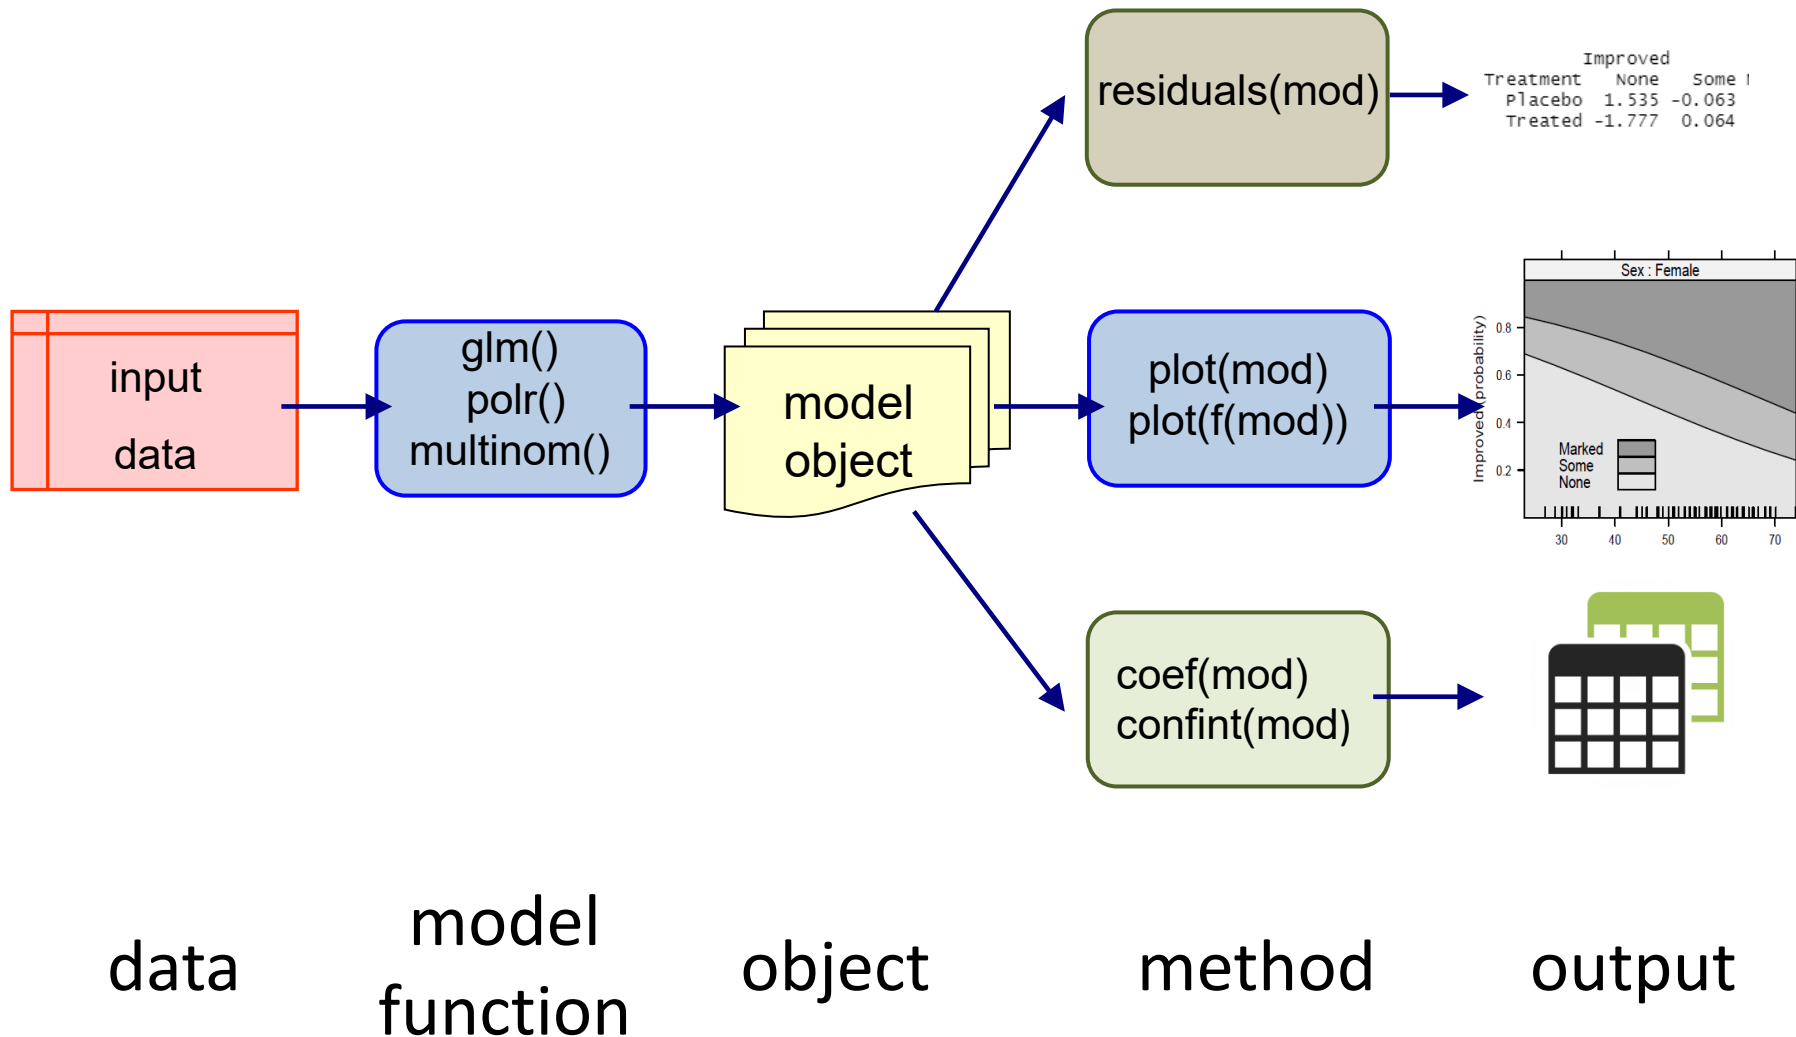 residuals(mod)
Improved
Treatment None Some
Placebo 1.535 -0.063
Treated -1.777 0.064
input
data
glm()
polr()
multinom()
model
object
plot(mod)
plot(f(mod))
Sex : Female
Improved (probability)
0.8
0.6
0.4
0.2
Marked
Some
None
30 40 50 60 70
coef(mod)
confint(mod)
data
model
function
object
method
output